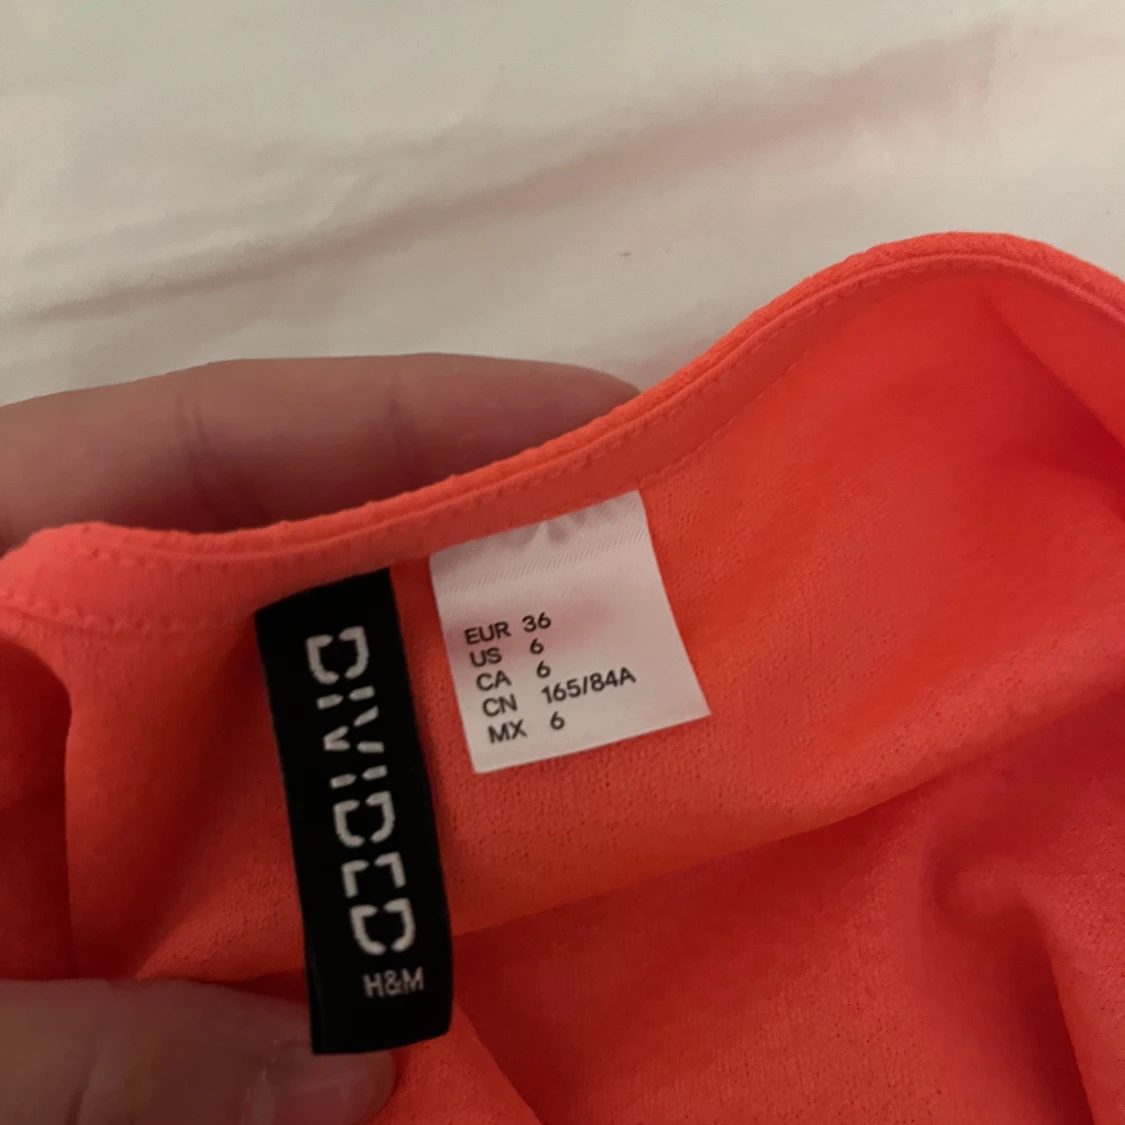 DIVIDED
H&M
EUR 36
US 6
CA 6
CN 165/84A
MX 6